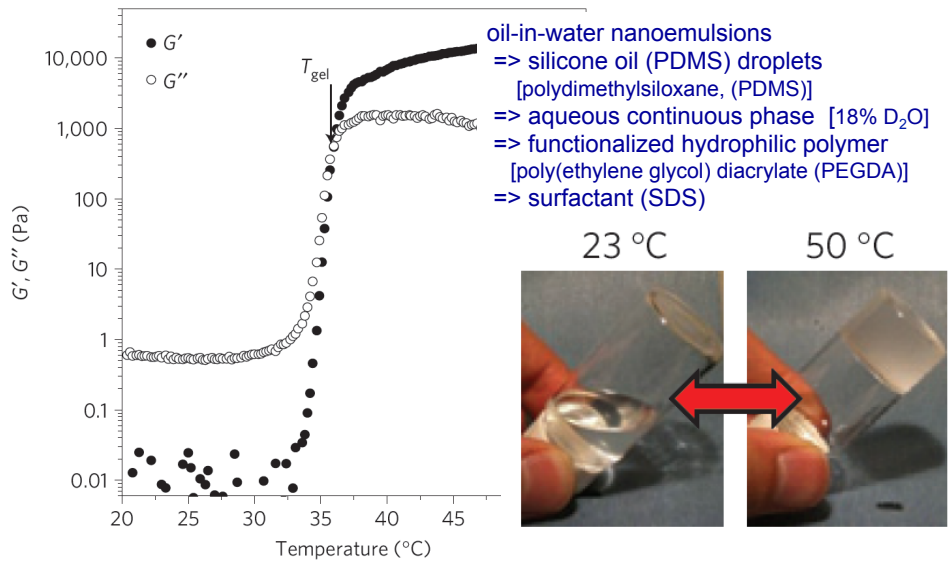 G′
G″
T_gel
10,000
1,000
100
10
1
0.1
0.01
G′, G″ (Pa)
20
25
30
35
40
45
Temperature (°C)
oil-in-water nanoemulsions
=> silicone oil (PDMS) droplets
[polydimethylsiloxane, (PDMS)]
=> aqueous continuous phase [18% D₂O]
=> functionalized hydrophilic polymer
[poly(ethylene glycol) diacrylate (PEGDA)]
=> surfactant (SDS)
23 °C
50 °C